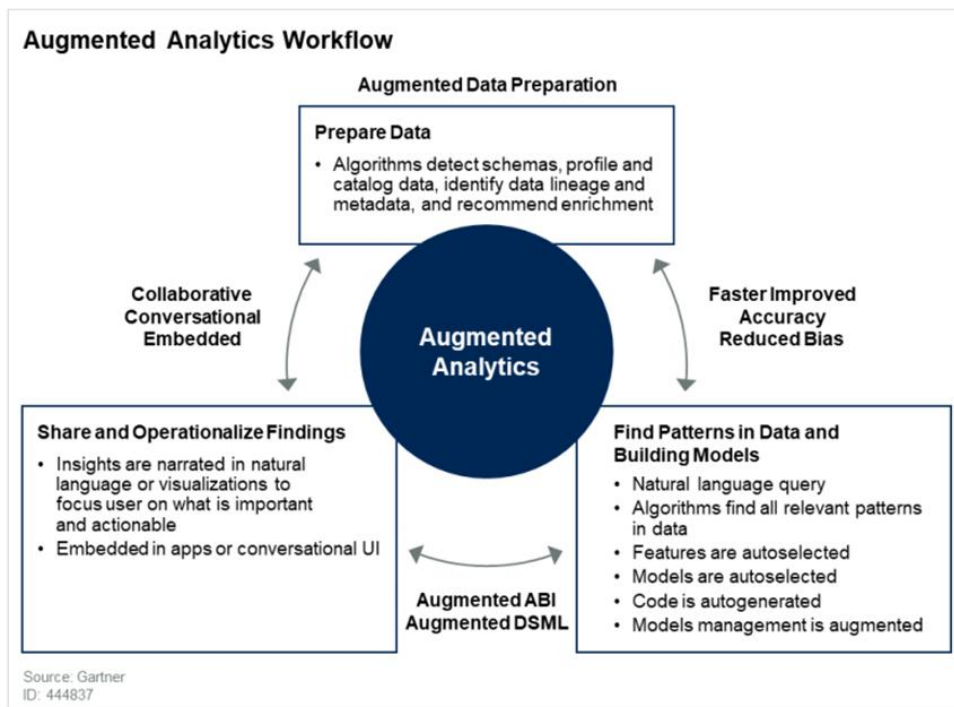 Augmented Analytics Workflow
Augmented Data Preparation
Prepare Data
• Algorithms detect schemas, profile and
catalog data, identify data lineage and
metadata, and recommend enrichment
Collaborative
Conversational
Embedded
Faster Improved
Accuracy
Reduced Bias
Augmented
Analytics
Share and Operationalize Findings
• Insights are narrated in natural
language or visualizations to
focus user on what is important
and actionable
• Embedded in apps or conversational UI
Find Patterns in Data and
Building Models
• Natural language query
• Algorithms find all relevant patterns
in data
• Features are autoselected
• Models are autoselected
• Code is autogenerated
• Models management is augmented
Augmented ABI
Augmented DSML
Source: Gartner
ID: 444837